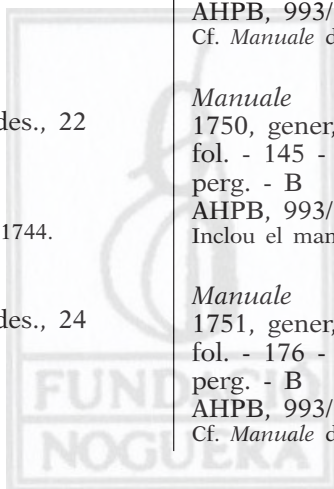 des., 22
1744.
des., 24
AHPB, 993/
Cf. Manuale d
Manuale
1750, gener,
fol. - 145 -
perg. - B
AHPB, 993/
Inclou el man
Manuale
1751, gener,
fol. - 176 -
perg. - B
AHPB, 993/
Cf. Manuale d
FUNDACIÓ
NOGUERA